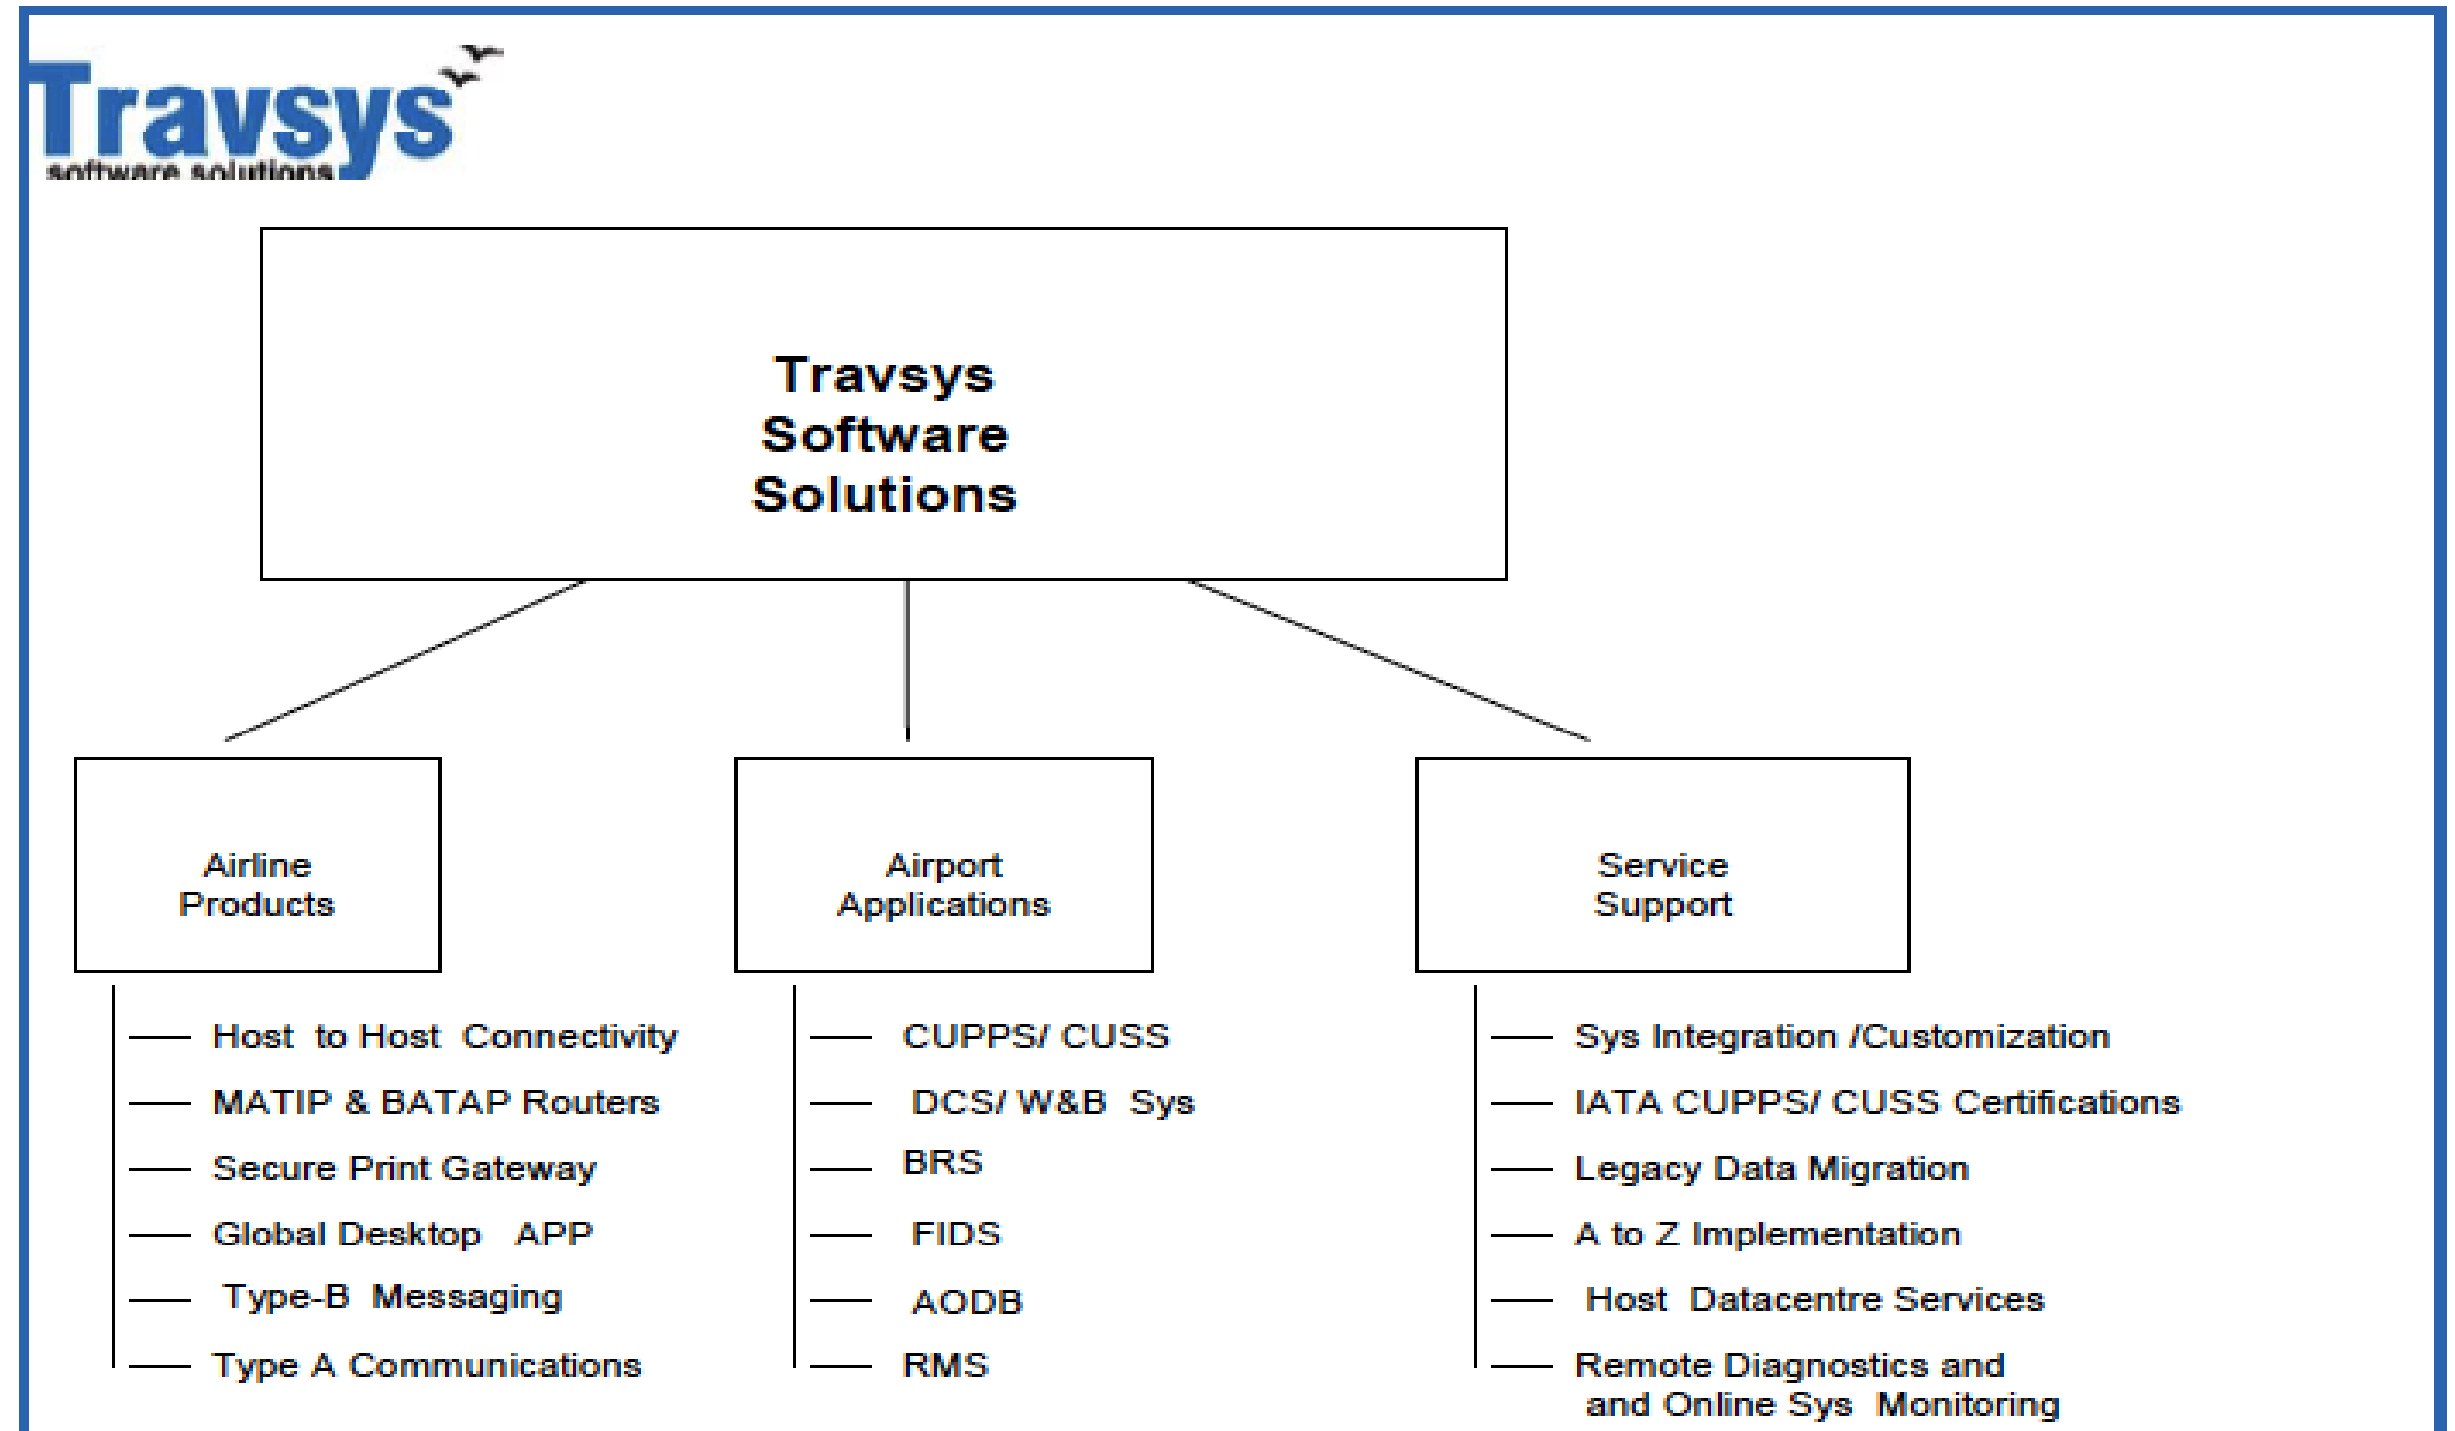 Travsys
software solutions
Travsys
Software
Solutions
Airline
Products
Host to Host Connectivity
MATIP & BATAP Routers
Secure Print Gateway
Global Desktop APP
Type-B Messaging
Type A Communications
Airport
Applications
CUPPS/ CUSS
DCS/ W&B Sys
BRS
FIDS
AODB
RMS
Service
Support
Sys Integration /Customization
IATA CUPPS/ CUSS Certifications
Legacy Data Migration
A to Z Implementation
Host Datacentre Services
Remote Diagnostics and
and Online Sys Monitoring